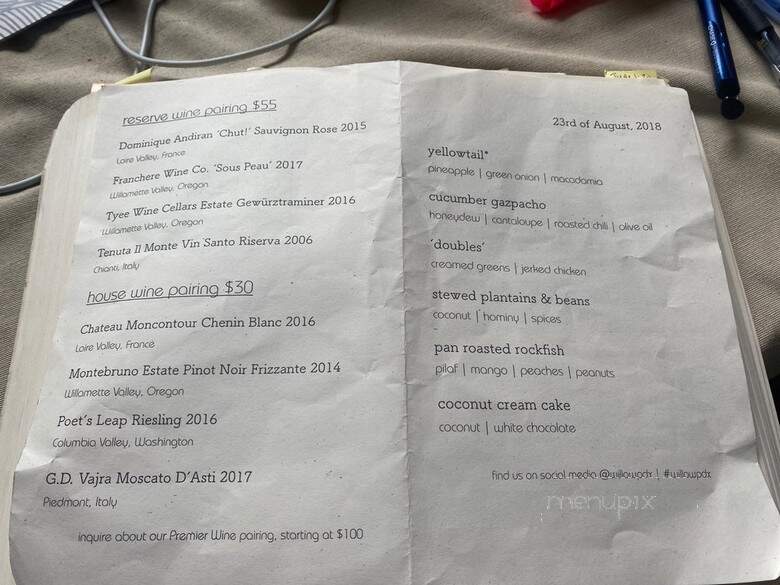 reserve wine pairing $55
Dominique Andiran 'Chut!' Sauvignon Rose 2015
Loire Valley, France
Franchere Wine Co. 'Sous Peau' 2017
Willamette Valley, Oregon
Tyee Wine Cellars Estate Gewürztraminer 2016
Willamette Valley, Oregon
Tenuta Il Monte Vin Santo Riserva 2006
Chianti, Italy
house wine pairing $30
Chateau Moncontour Chenin Blanc 2016
Loire Valley, France
Montebruno Estate Pinot Noir Frizzante 2014
Willamette Valley, Oregon
Poet's Leap Riesling 2016
Columbia Valley, Washington
G.D. Vajra Moscato D'Asti 2017
Piedmont, Italy
inquire about our Premier Wine pairing, starting at $100
23rd of August, 2018
yellowtail*
pineapple | green onion | macadamia
cucumber gazpacho
honeydew | cantaloupe | roasted chili | olive oil
'doubles'
creamed greens | jerked chicken
stewed plantains & beans
coconut | hominy | spices
pan roasted rockfish
pilaf | mango | peaches | peanuts
coconut cream cake
coconut | white chocolate
find us on social media @willowpdx | #willowpdx
menupix